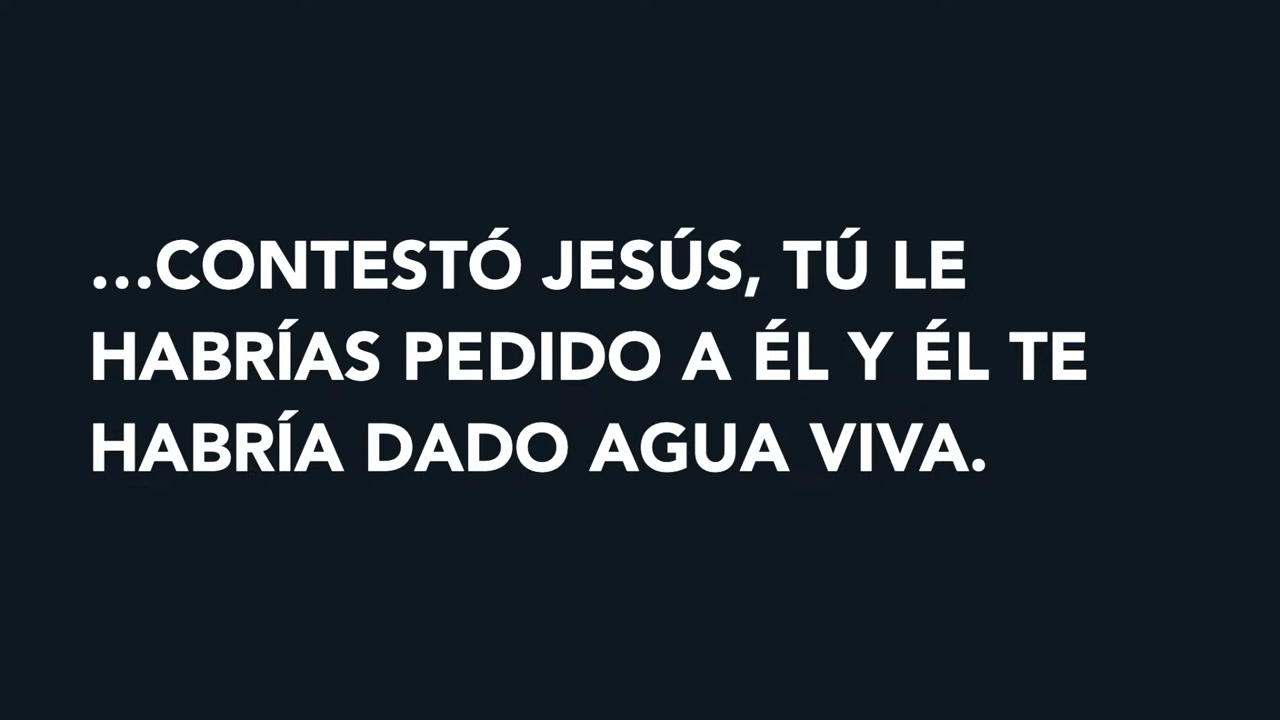 ...CONTESTÓ JESÚS, TÚ LE
HABRÍAS PEDIDO A ÉL Y ÉL TE
HABRÍA DADO AGUA VIVA.